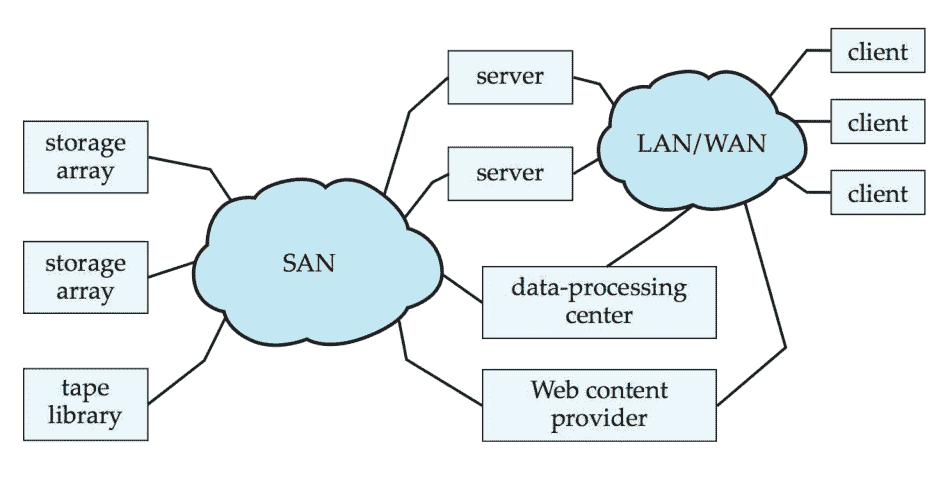 storage
array
storage
array
tape
library
SAN
server
server
data-processing
center
Web content
provider
LAN/WAN
client
client
client